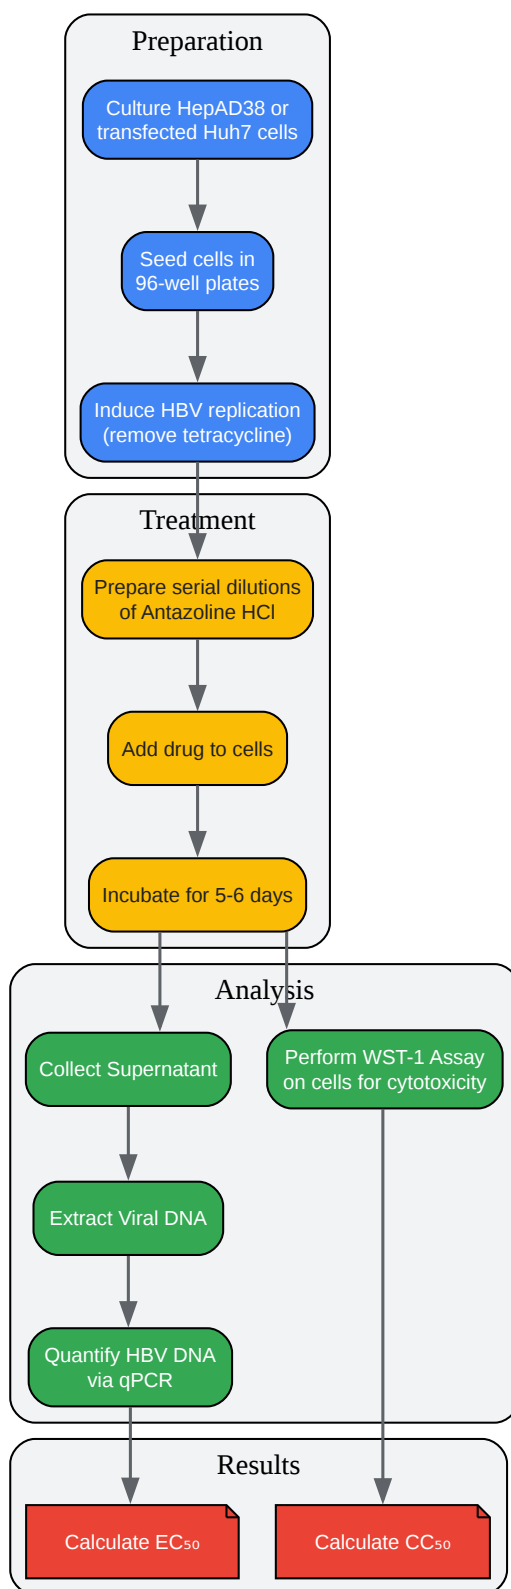 Preparation
Culture HepAD38 or
transfected Huh7 cells
Seed cells in
96-well plates
Induce HBV replication
(remove tetracycline)
Treatment
Prepare serial dilutions
of Antazoline HCl
Add drug to cells
Incubate for 5-6 days
Analysis
Collect Supernatant
Perform WST-1 Assay
on cells for cytotoxicity
Extract Viral DNA
Quantify HBV DNA
via qPCR
Results
Calculate EC₅₀
Calculate CC₅₀